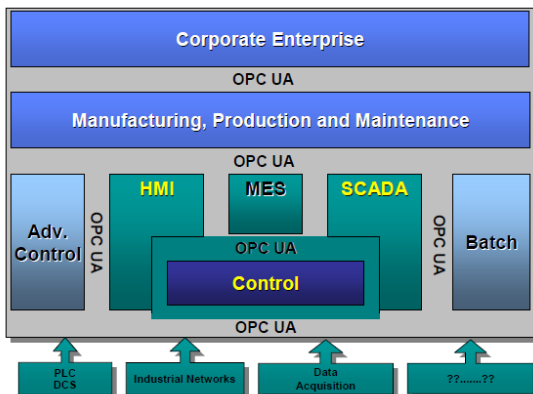 Corporate Enterprise
OPC UA
Manufacturing, Production and Maintenance
OPC UA
HMI
MES
SCADA
Adv.
Control
OPC UA
OPC UA
OPC UA
Batch
Control
OPC UA
PLC
DCS
Industrial Networks
Data
Acquisition
??.......??